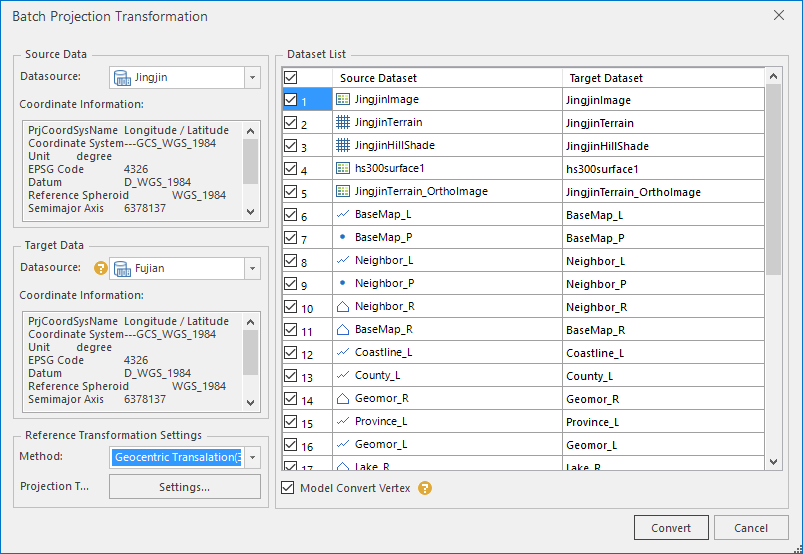 Batch Projection Transformation
Source Data
Datasource: Jingjin
Coordinate Information:
PrjCoordSysName Longitude / Latitude
Coordinate System---GCS_WGS_1984
Unit degree
EPSG Code 4326
Datum D_WGS_1984
Reference Spheroid WGS_1984
Semimajor Axis 6378137
Target Data
Datasource: ? Fujian
Coordinate Information:
PrjCoordSysName Longitude / Latitude
Coordinate System---GCS_WGS_1984
Unit degree
EPSG Code 4326
Datum D_WGS_1984
Reference Spheroid WGS_1984
Semimajor Axis 6378137
Reference Transformation Settings
Method: Geocentric Transalation(3
Projection T... Settings...
Dataset List
Source Dataset Target Dataset
1 JingjinImage JingjinImage
2 JingjinTerrain JingjinTerrain
3 JingjinHillShade JingjinHillShade
4 hs300surface1 hs300surface1
5 JingjinTerrain_OrthoImage JingjinTerrain_OrthoImage
6 BaseMap_L BaseMap_L
7 BaseMap_P BaseMap_P
8 Neighbor_L Neighbor_L
9 Neighbor_P Neighbor_P
10 Neighbor_R Neighbor_R
11 BaseMap_R BaseMap_R
12 Coastline_L Coastline_L
13 County_L County_L
14 Geomor_R Geomor_R
15 Province_L Province_L
16 Geomor_L Geomor_L
17 Lake_R Lake_R
Model Convert Vertex ?
Convert Cancel